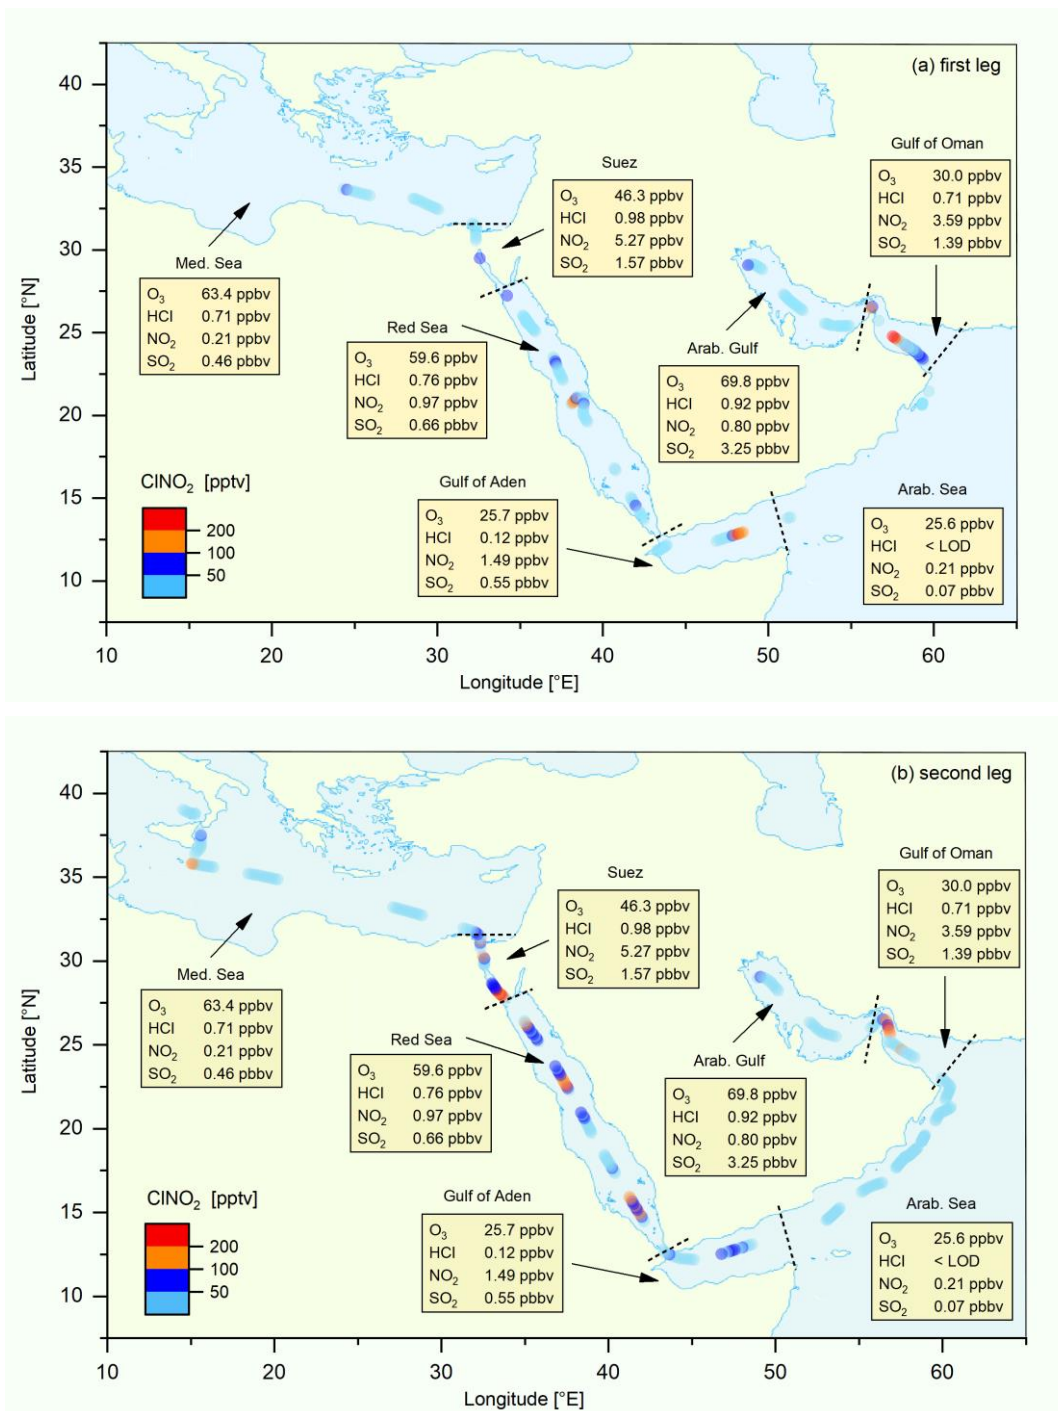 (a) first leg
Latitude [°N]
40
35
30
25
20
15
10
Gulf of Oman
O₃ 30.0 ppbv
HCl 0.71 ppbv
NO₂ 3.59 ppbv
SO₂ 1.39 pbbv
Suez
O₃ 46.3 ppbv
HCl 0.98 ppbv
NO₂ 5.27 ppbv
SO₂ 1.57 pbbv
Med. Sea
O₃ 63.4 ppbv
HCl 0.71 ppbv
NO₂ 0.21 ppbv
SO₂ 0.46 pbbv
Red Sea
O₃ 59.6 ppbv
HCl 0.76 ppbv
NO₂ 0.97 ppbv
SO₂ 0.66 pbbv
Arab. Gulf
O₃ 69.8 ppbv
HCl 0.92 ppbv
NO₂ 0.80 ppbv
SO₂ 3.25 pbbv
Gulf of Aden
O₃ 25.7 ppbv
HCl 0.12 ppbv
NO₂ 1.49 ppbv
SO₂ 0.55 pbbv
Arab. Sea
O₃ 25.6 ppbv
HCl < LOD
NO₂ 0.21 ppbv
SO₂ 0.07 pbbv
ClNO₂ [pptv]
200
100
50
10 20 30 40 50 60
Longitude [°E]
(b) second leg
Latitude [°N]
40
35
30
25
20
15
10
Gulf of Oman
O₃ 30.0 ppbv
HCl 0.71 ppbv
NO₂ 3.59 ppbv
SO₂ 1.39 pbbv
Suez
O₃ 46.3 ppbv
HCl 0.98 ppbv
NO₂ 5.27 ppbv
SO₂ 1.57 pbbv
Med. Sea
O₃ 63.4 ppbv
HCl 0.71 ppbv
NO₂ 0.21 ppbv
SO₂ 0.46 pbbv
Red Sea
O₃ 59.6 ppbv
HCl 0.76 ppbv
NO₂ 0.97 ppbv
SO₂ 0.66 pbbv
Arab. Gulf
O₃ 69.8 ppbv
HCl 0.92 ppbv
NO₂ 0.80 ppbv
SO₂ 3.25 pbbv
Gulf of Aden
O₃ 25.7 ppbv
HCl 0.12 ppbv
NO₂ 1.49 ppbv
SO₂ 0.55 pbbv
Arab. Sea
O₃ 25.6 ppbv
HCl < LOD
NO₂ 0.21 ppbv
SO₂ 0.07 pbbv
ClNO₂ [pptv]
200
100
50
10 20 30 40 50 60
Longitude [°E]